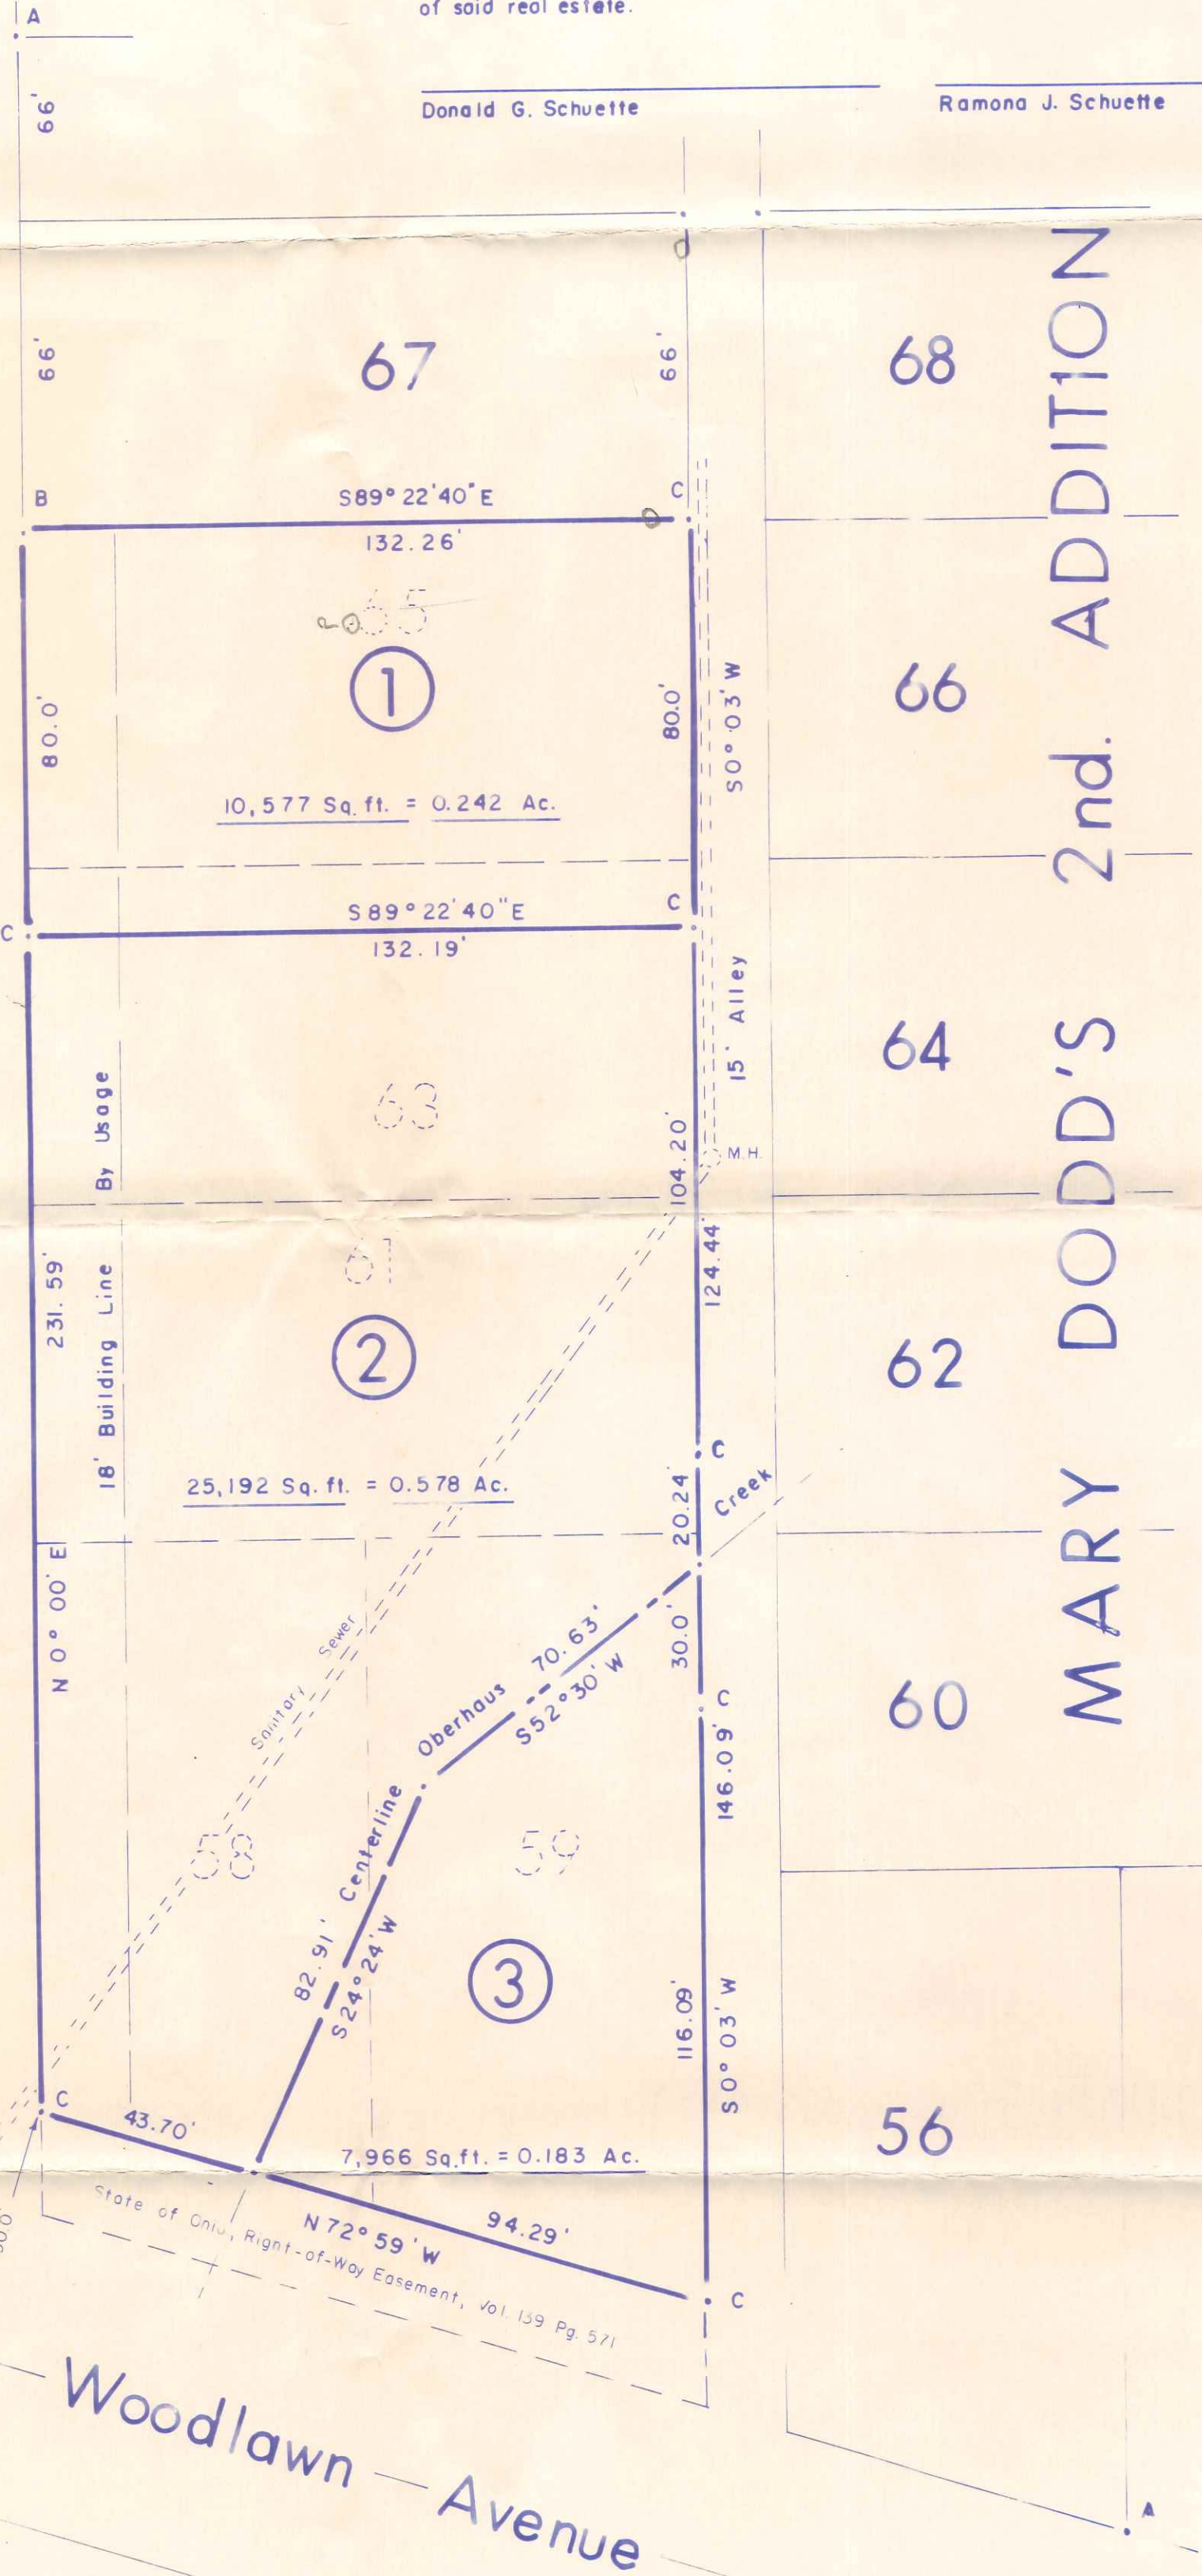 of said real estate.
A
66'
Donald G. Schuette
Ramona J. Schuette
66'
67
66'
68
B
S89° 22' 40" E
C
132.26'
65
1
80.0'
80.0'
S0° 03' W
66
10,577 Sq. ft. = 0.242 Ac.
C
S89° 22' 40" E
C
132.19'
15' Alley
64
63
104.20'
M.H.
18' Building Line By Usage
61
231.59'
124.44'
2
62
C
25,192 Sq. ft. = 0.578 Ac.
20.24'
Creek
N 0° 00' E
Sanitary Sewer
70.63'
S52° 30' W
30.0'
C
60
Centerline Oberhaus
146.09'
58
59
82.91'
S24° 24' W
3
116.09'
S0° 03' W
C
43.70'
56
7,966 Sq. ft. = 0.183 Ac.
N 72° 59' W
94.29'
C
State of Ohio, Right-of-Way Easement, Vol. 139 Pg. 571
Woodlawn Avenue
A
MARY DODD'S 2nd. ADDITION